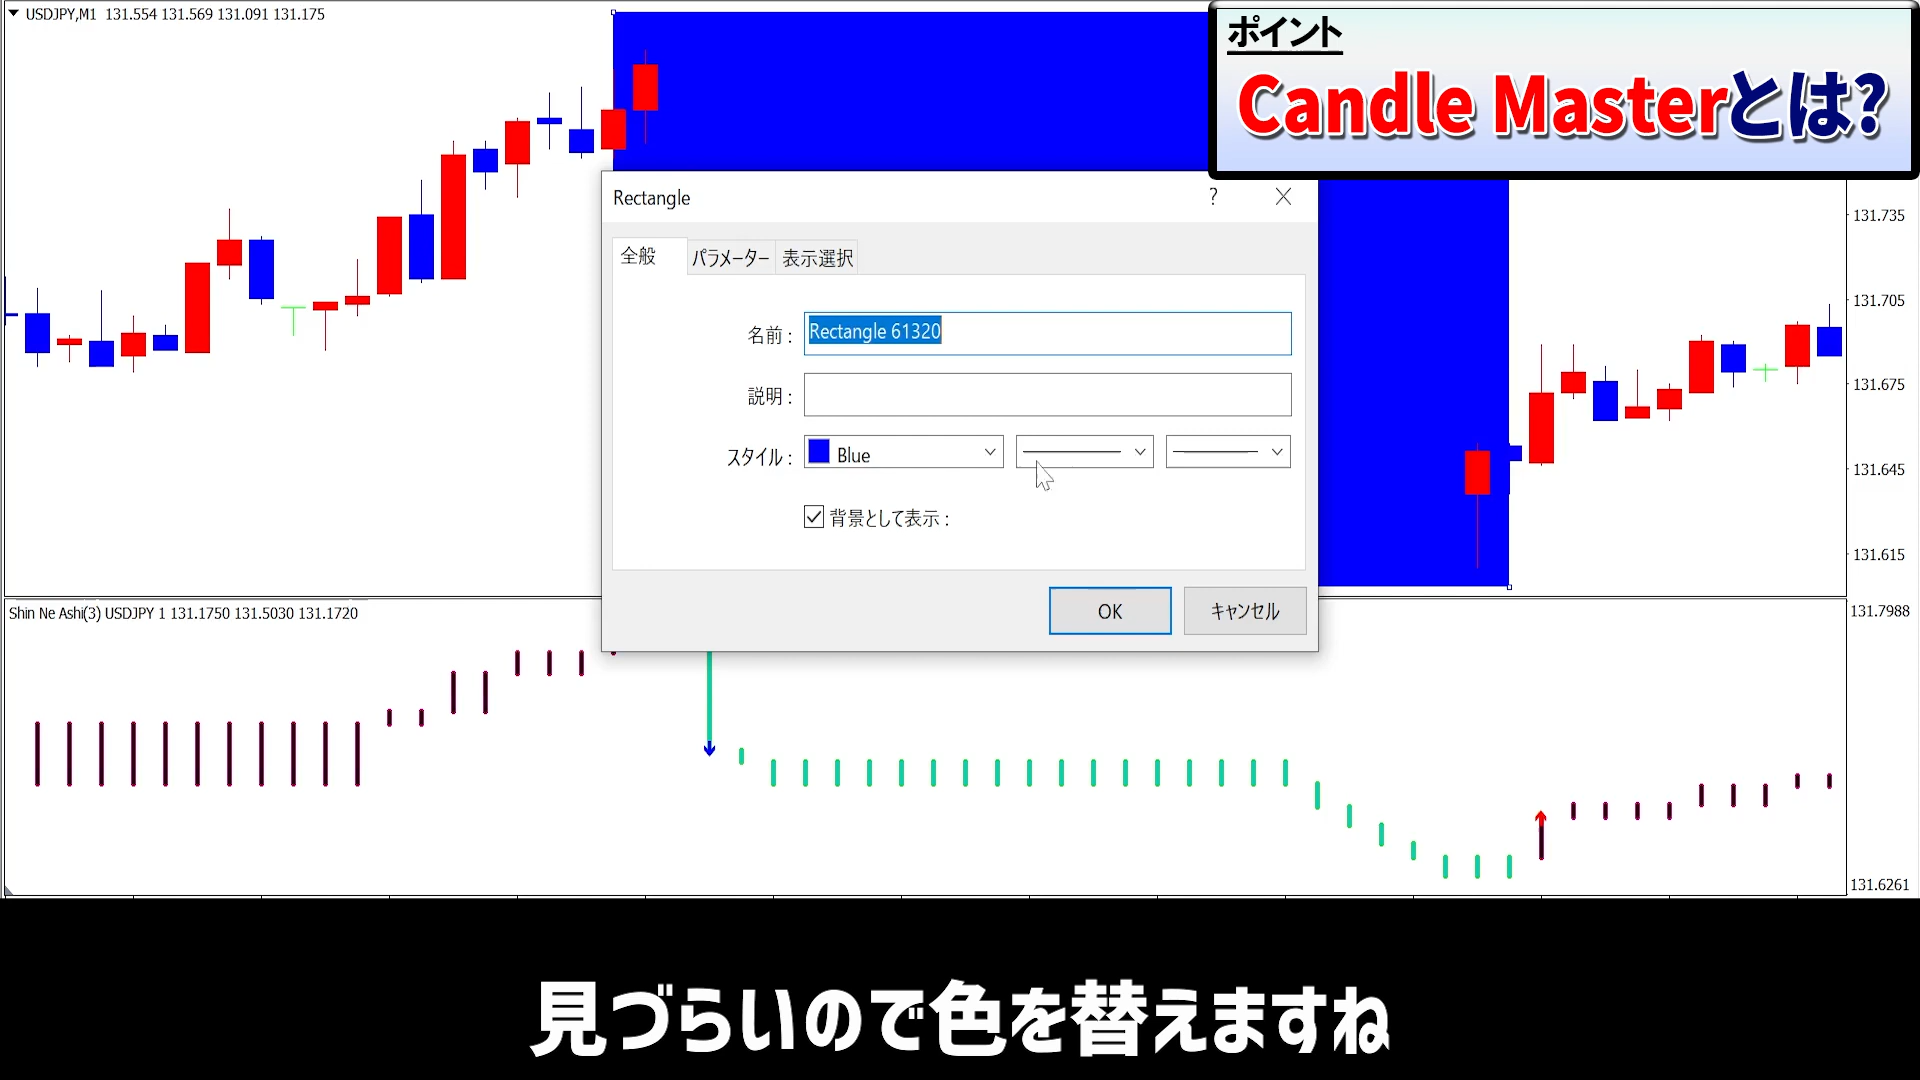 USDJPY,M1 131.554 131.569 131.091 131.175
ポイント
Candle Masterとは?
Rectangle
?
全般
パラメーター
表示選択
名前 :
Rectangle 61320
説明 :
スタイル :
Blue
背景として表示 :
OK
キャンセル
131.735
131.705
131.675
131.645
131.615
Shin Ne Ashi(3) USDJPY 1 131.1750 131.5030 131.1720
131.7988
131.6261
見づらいので色を替えますね